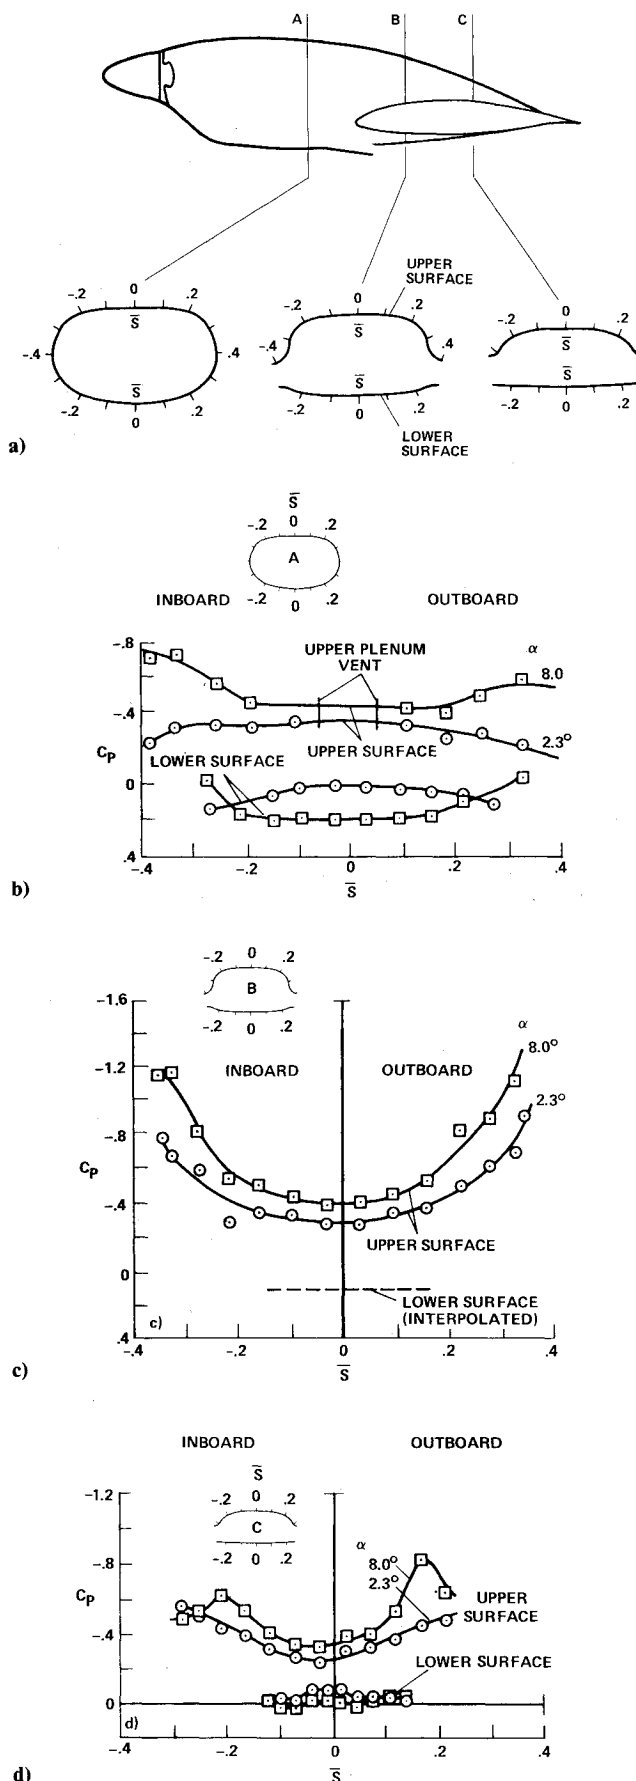 A B C
UPPER SURFACE
0 0 0
-.2 .2 -.2 .2 -.2 .2
S̅ S̅ S̅
-.4 .4 -.4 .4
S̅ S̅ S̅
-.2 .2 -.2 .2 -.2 .2
0 0 0
LOWER SURFACE
a)
S̅
-.2 0 .2
A
-.2 0 .2
INBOARD OUTBOARD
-.8
UPPER PLENUM VENT
α
8.0
-.4
UPPER SURFACE
2.3°
CP
LOWER SURFACE
0
.4
-.4 -.2 0 .2 .4
S̅
b)
-.2 0 .2
B
-.2 0 .2
-1.6
α
8.0°
INBOARD OUTBOARD
-1.2
2.3°
-.8
CP
-.4
UPPER SURFACE
0
LOWER SURFACE (INTERPOLATED)
.4
c)
-.4 -.2 0 .2 .4
S̅
c)
INBOARD OUTBOARD
S̅
-.2 0 .2
-1.2
C
-.2 0 .2
α
-.8
8.0°
2.3°
CP
UPPER SURFACE
-.4
LOWER SURFACE
0
d)
-.4 -.2 0 .2 .4
S̅
d)